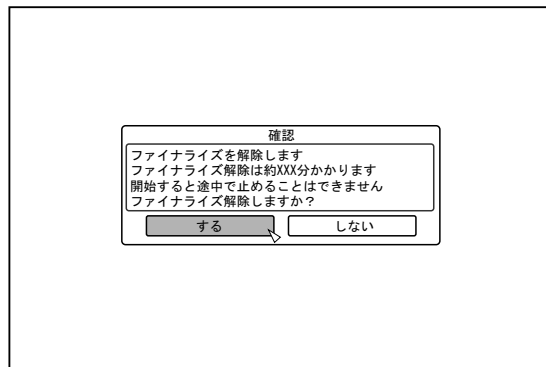 確認
ファイナライズを解除します
ファイナライズ解除は約XXX分かかります
開始すると途中で止めることはできません
ファイナライズ解除しますか?
する
しない